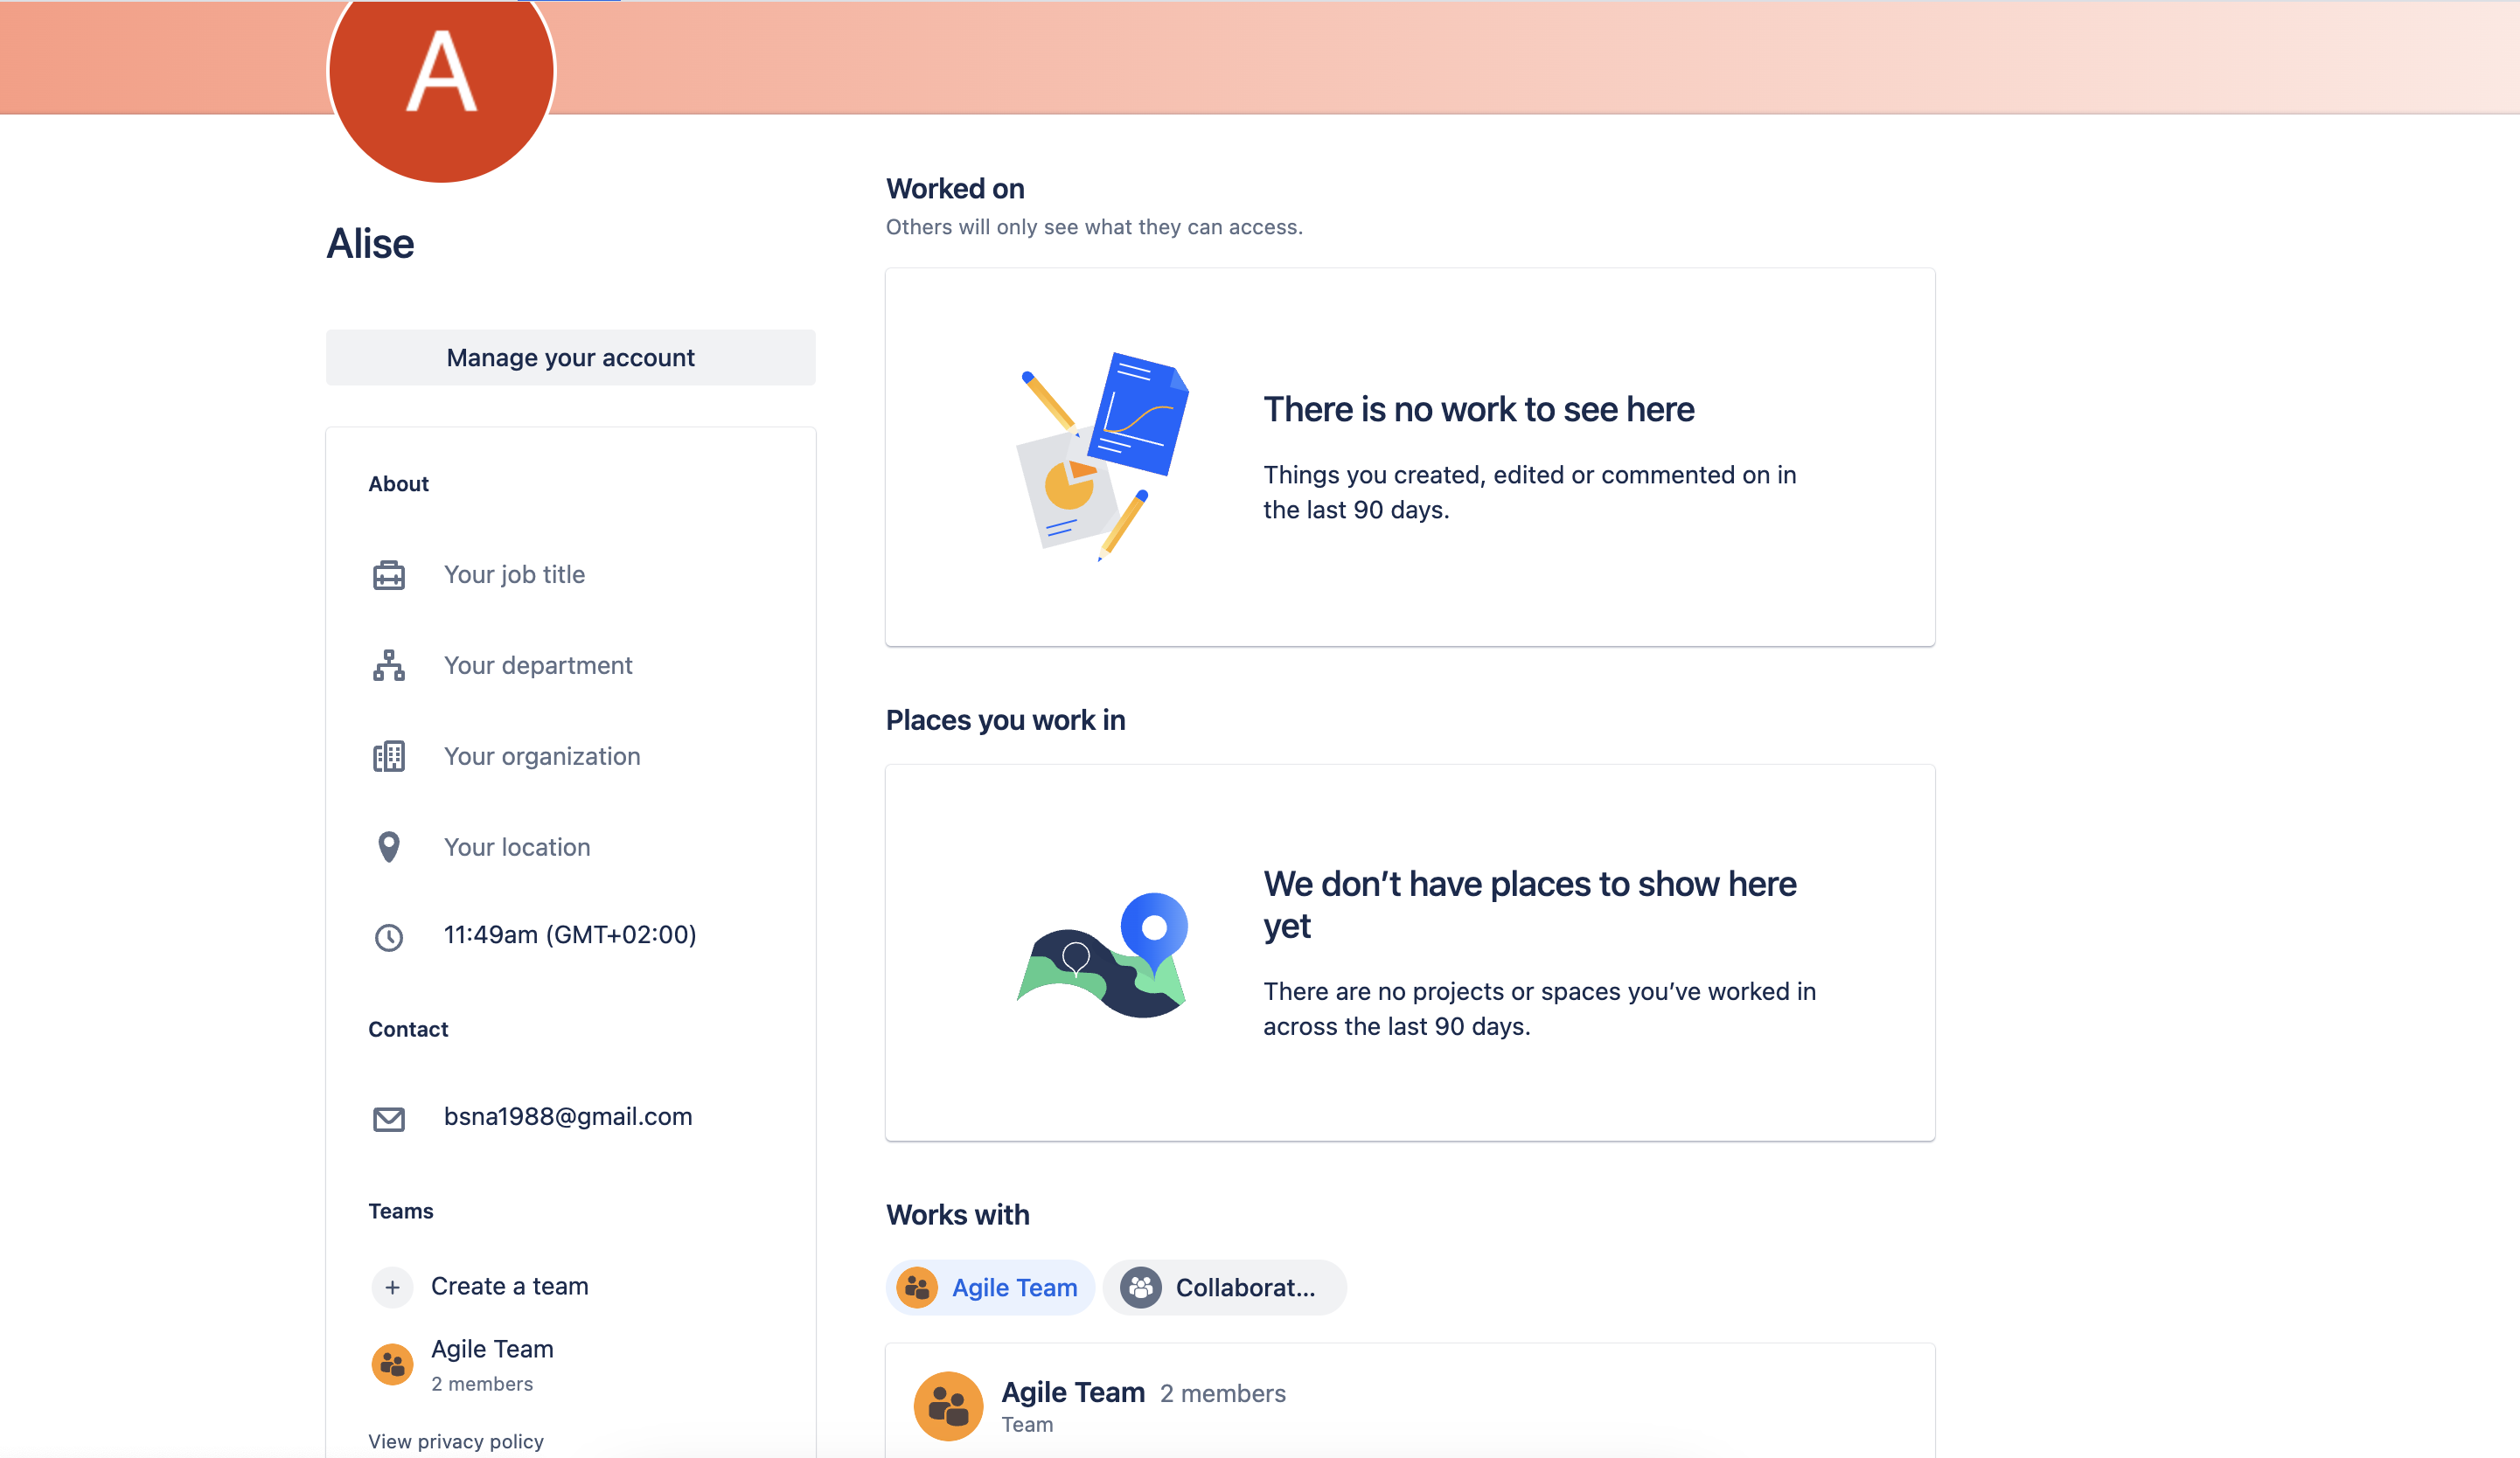 A
Alise
Manage your account
About
Your job title
Your department
Your organization
Your location
11:49am (GMT+02:00)
Contact
bsna1988@gmail.com
Teams
Create a team
Agile Team
2 members
View privacy policy
Worked on
Others will only see what they can access.
There is no work to see here
Things you created, edited or commented on in
the last 90 days.
Places you work in
We don’t have places to show here
yet
There are no projects or spaces you’ve worked in
across the last 90 days.
Works with
Agile Team Collaborat...
Agile Team 2 members
Team